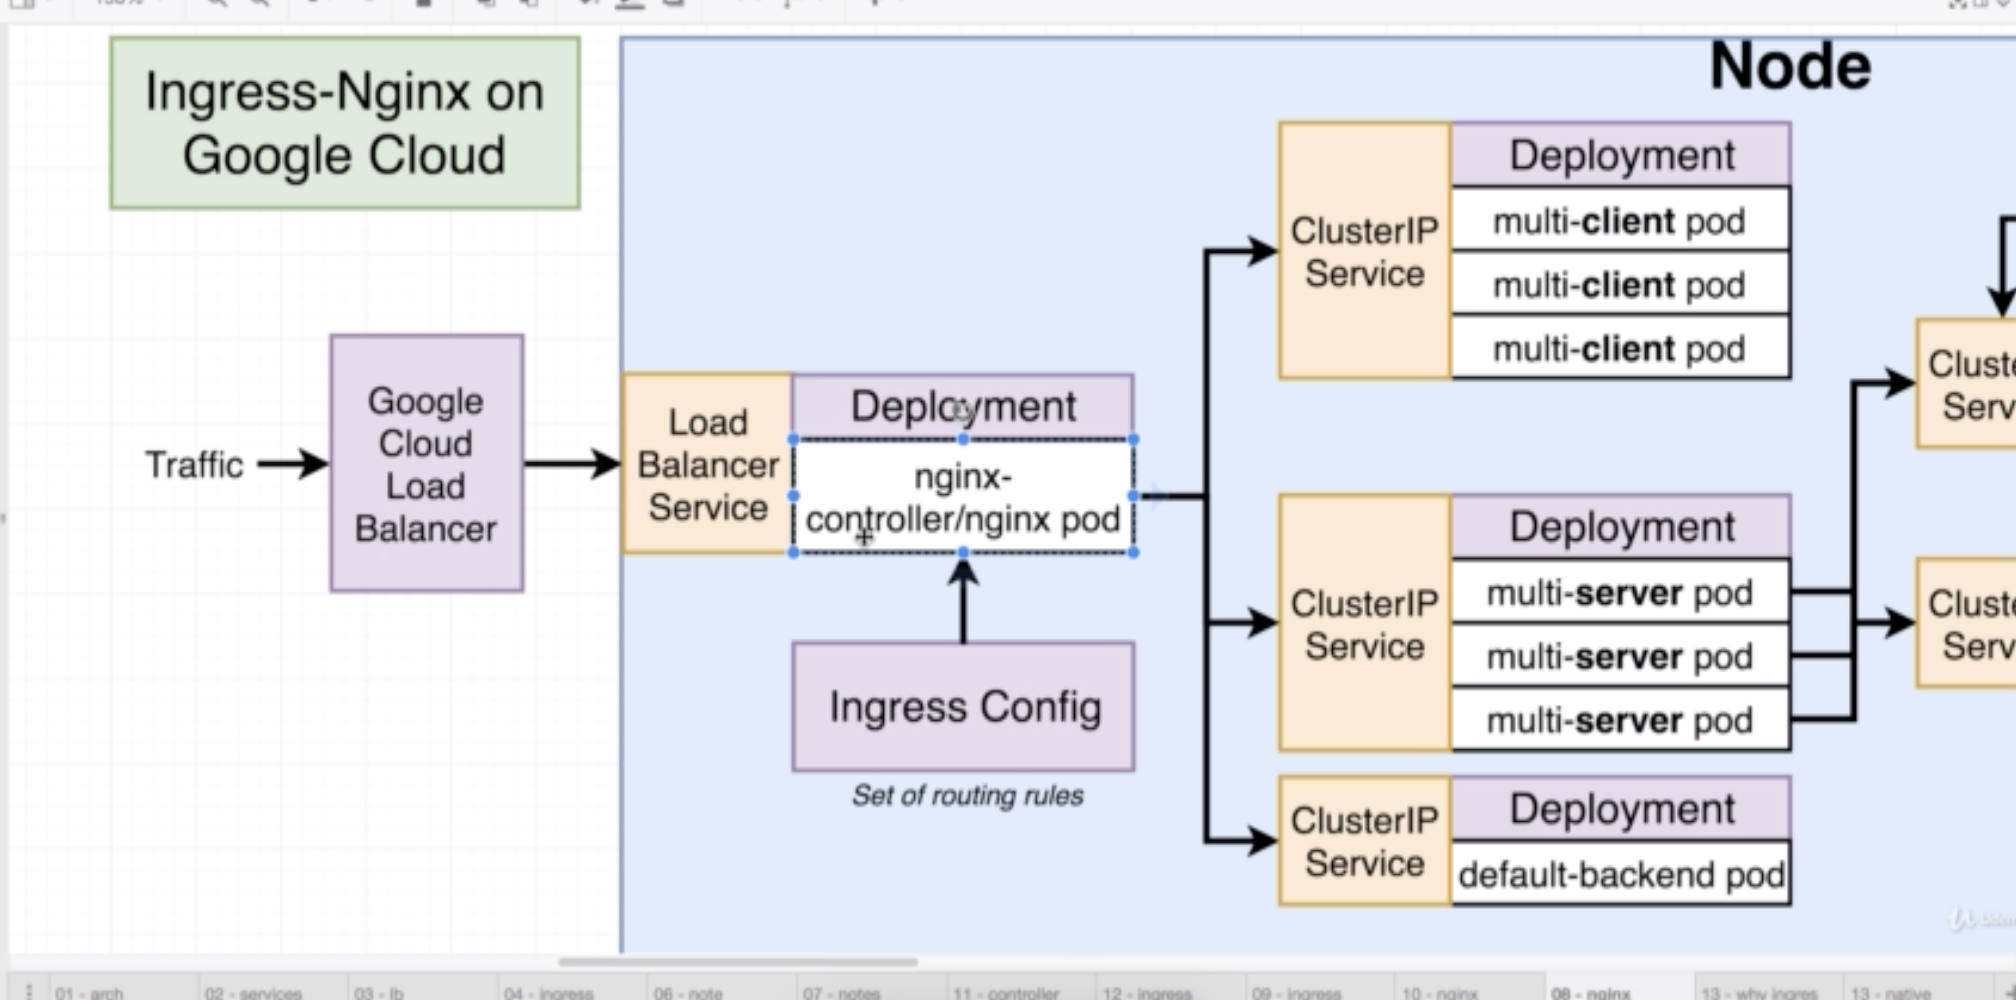 Ingress-Nginx on
Google Cloud
Node
Traffic
Google
Cloud
Load
Balancer
Load
Balancer
Service
Deployment
nginx-
controller/nginx pod
Ingress Config
Set of routing rules
ClusterIP
Service
Deployment
multi-client pod
multi-client pod
multi-client pod
ClusterIP
Service
Deployment
multi-server pod
multi-server pod
multi-server pod
ClusterIP
Service
Deployment
default-backend pod
Cluste
Serv
Cluste
Serv
01 - arch
02 - services
03 - lb
04 - ingress
06 - note
07 - notes
11 - controller
12 - ingress
09 - ingress
10 - nginx
08 - nginx
13 - why ingres
13 - native